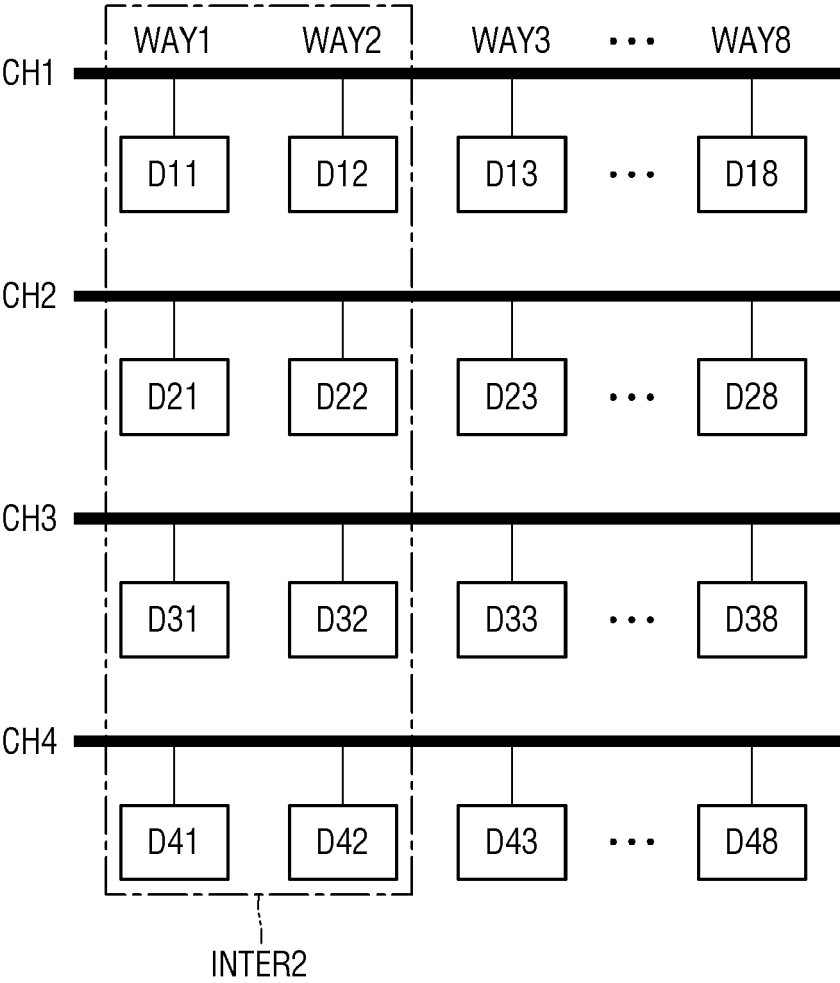 WAY1 WAY2 WAY3 ... WAY8
CH1
D11 D12 D13 ... D18
CH2
D21 D22 D23 ... D28
CH3
D31 D32 D33 ... D38
CH4
D41 D42 D43 ... D48
INTER2